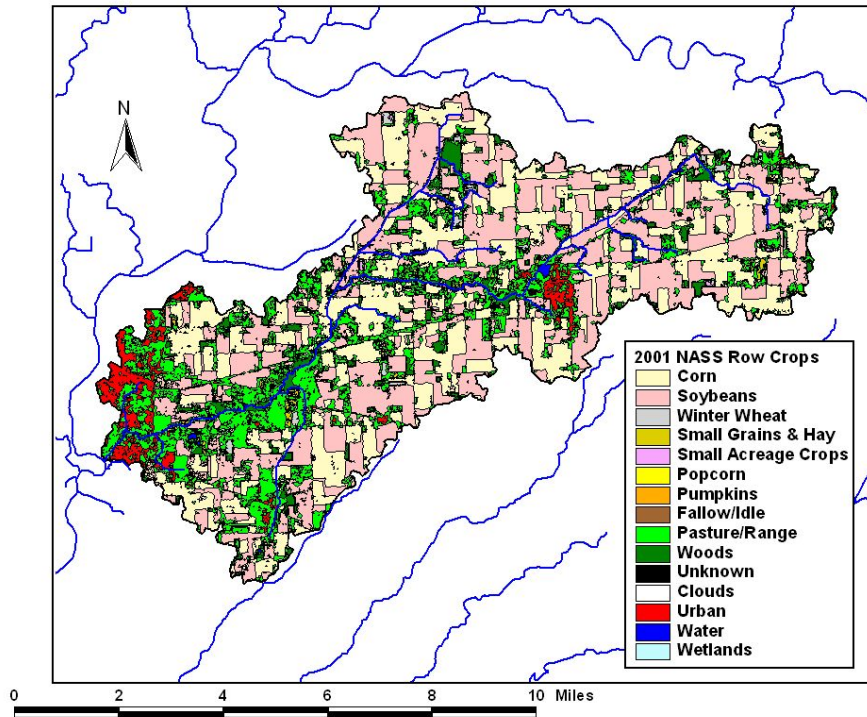 N
2001 NASS Row Crops
Corn
Soybeans
Winter Wheat
Small Grains & Hay
Small Acreage Crops
Popcorn
Pumpkins
Fallow/Idle
Pasture/Range
Woods
Unknown
Clouds
Urban
Water
Wetlands
0 2 4 6 8 10 Miles